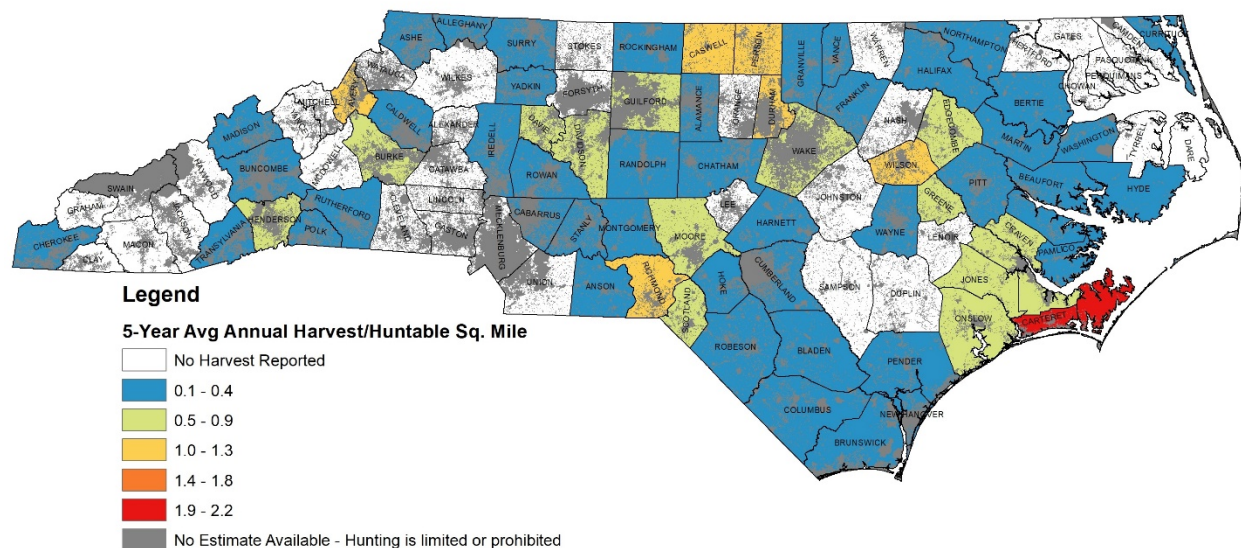 ALLEGHANY
ASHE
SURRY
STOKES
ROCKINGHAM
CASWELL
PERSON
GRANVILLE
VANCE
WARREN
NORTHAMPTON
HERTFORD
GATES
CAMDEN
CURRITUCK
PASQUOTANK
PERQUIMANS
CHOWAN
WATAUGA
WILKES
YADKIN
FORSYTH
GUILFORD
ALAMANCE
ORANGE
DURHAM
FRANKLIN
HALIFAX
BERTIE
MITCHELL
AVERY
CALDWELL
ALEXANDER
IREDELL
DAVIE
DAVIDSON
RANDOLPH
CHATHAM
WAKE
NASH
EDGECOMBE
MARTIN
WASHINGTON
TYRRELL
DARE
MADISON
YANCEY
MCDOWELL
BURKE
CATAWBA
ROWAN
WILSON
PITT
BEAUFORT
HYDE
BUNCOMBE
HAYWOOD
SWAIN
GRAHAM
JACKSON
RUTHERFORD
LINCOLN
CABARRUS
STANLY
MONTGOMERY
MOORE
LEE
HARNETT
JOHNSTON
WAYNE
GREENE
LENOIR
CRAVEN
PAMLICO
CHEROKEE
CLAY
MACON
TRANSYLVANIA
HENDERSON
POLK
CLEVELAND
GASTON
MECKLENBURG
UNION
ANSON
RICHMOND
SCOTLAND
HOKE
CUMBERLAND
SAMPSON
DUPLIN
JONES
ONSLOW
CARTERET
ROBESON
BLADEN
PENDER
COLUMBUS
NEW HANOVER
BRUNSWICK
Legend
5-Year Avg Annual Harvest/Huntable Sq. Mile
No Harvest Reported
0.1 - 0.4
0.5 - 0.9
1.0 - 1.3
1.4 - 1.8
1.9 - 2.2
No Estimate Available - Hunting is limited or prohibited